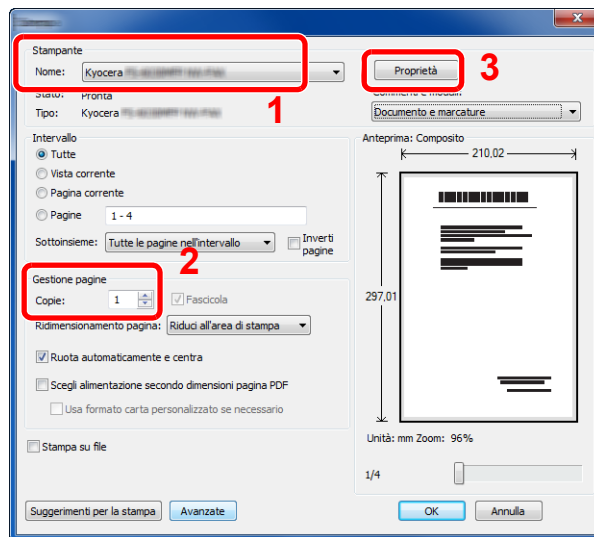 Stampante
Nome: Kyocera
Proprietà
3
Stato: Pronta
Commenti e moduli:
Tipo: Kyocera
1
Documento e marcature
Intervallo
Anteprima: Composito
Tutte
210,02
Vista corrente
Pagina corrente
Pagine 1 - 4
Sottoinsieme: Tutte le pagine nell'intervallo
Inverti
pagine
2
Gestione pagine
Copie: 1
Fascicola
297,01
Ridimensionamento pagina: Riduci all'area di stampa
Ruota automaticamente e centra
Scegli alimentazione secondo dimensioni pagina PDF
Usa formato carta personalizzato se necessario
Unità: mm Zoom: 96%
Stampa su file
1/4
Suggerimenti per la stampa
Avanzate
OK
Annulla